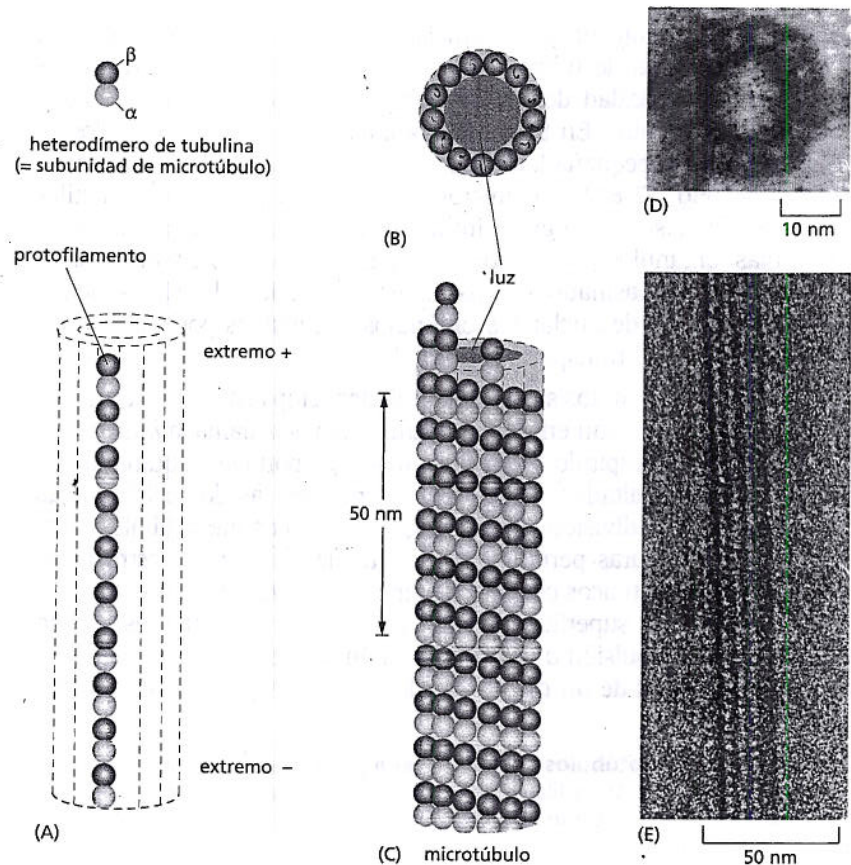 β
α
heterodímero de tubulina
(= subunidad de microtúbulo)
protofilamento
extremo +
extremo −
(A)
(B)
luz
50 nm
(C) microtúbulo
(D)
10 nm
(E)
50 nm